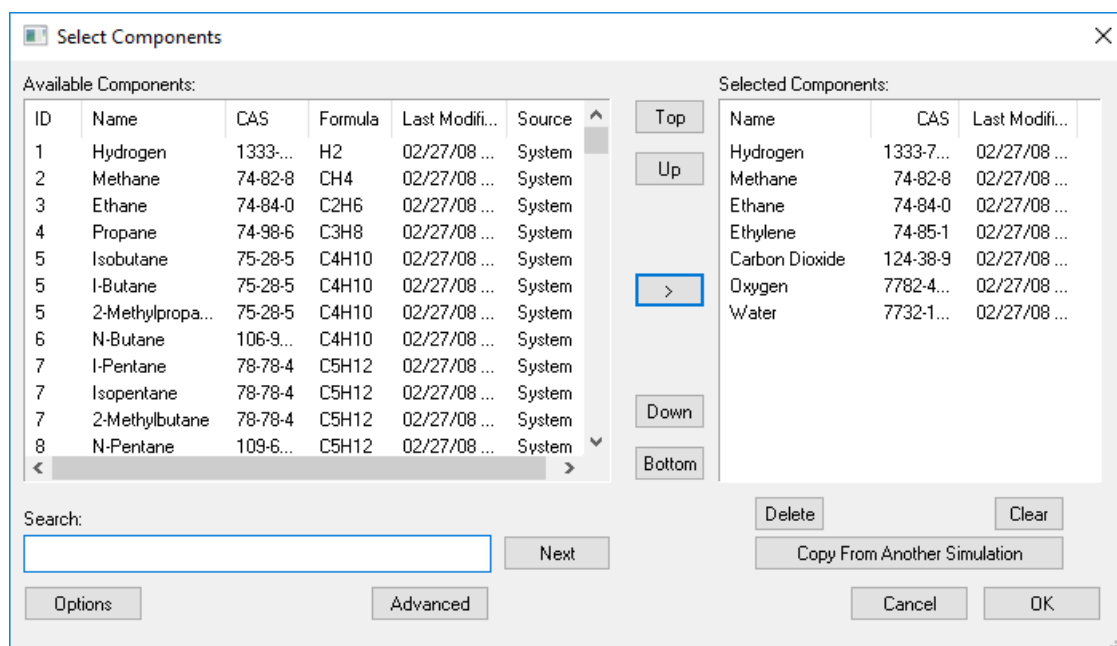 Select Components
Available Components:
ID Name CAS Formula Last Modifi... Source
1 Hydrogen 1333-... H2 02/27/08 ... System
2 Methane 74-82-8 CH4 02/27/08 ... System
3 Ethane 74-84-0 C2H6 02/27/08 ... System
4 Propane 74-98-6 C3H8 02/27/08 ... System
5 Isobutane 75-28-5 C4H10 02/27/08 ... System
5 I-Butane 75-28-5 C4H10 02/27/08 ... System
5 2-Methylpropa... 75-28-5 C4H10 02/27/08 ... System
6 N-Butane 106-9... C4H10 02/27/08 ... System
7 I-Pentane 78-78-4 C5H12 02/27/08 ... System
7 Isopentane 78-78-4 C5H12 02/27/08 ... System
7 2-Methylbutane 78-78-4 C5H12 02/27/08 ... System
8 N-Pentane 109-6... C5H12 02/27/08 ... System
Top
Up
>
Down
Bottom
Selected Components:
Name CAS Last Modifi...
Hydrogen 1333-7... 02/27/08 ...
Methane 74-82-8 02/27/08 ...
Ethane 74-84-0 02/27/08 ...
Ethylene 74-85-1 02/27/08 ...
Carbon Dioxide 124-38-9 02/27/08 ...
Oxygen 7782-4... 02/27/08 ...
Water 7732-1... 02/27/08 ...
Search:
Next
Options
Advanced
Delete
Clear
Copy From Another Simulation
Cancel
OK